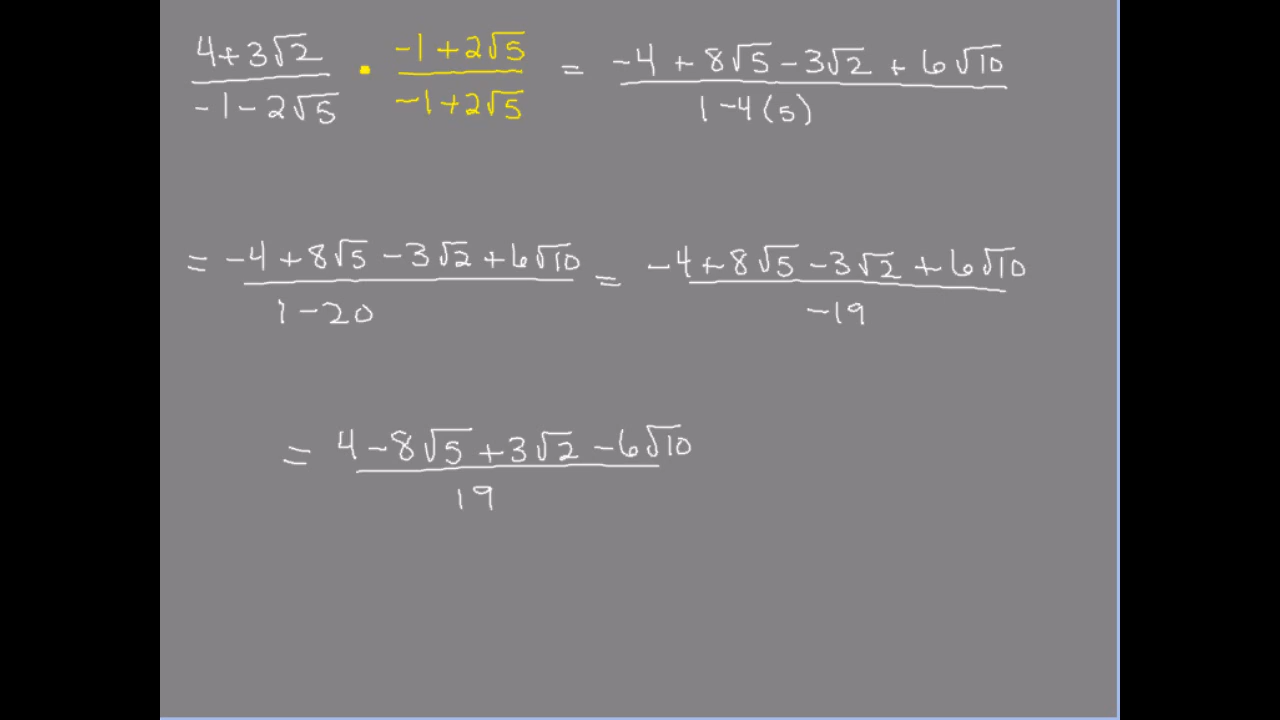 (4+3√2)/(-1-2√5) · (-1+2√5)/(-1+2√5) = (-4+8√5-3√2+6√10)/(1-4(5))
= (-4+8√5-3√2+6√10)/(1-20) = (-4+8√5-3√2+6√10)/(-19)
= (4-8√5+3√2-6√10)/19